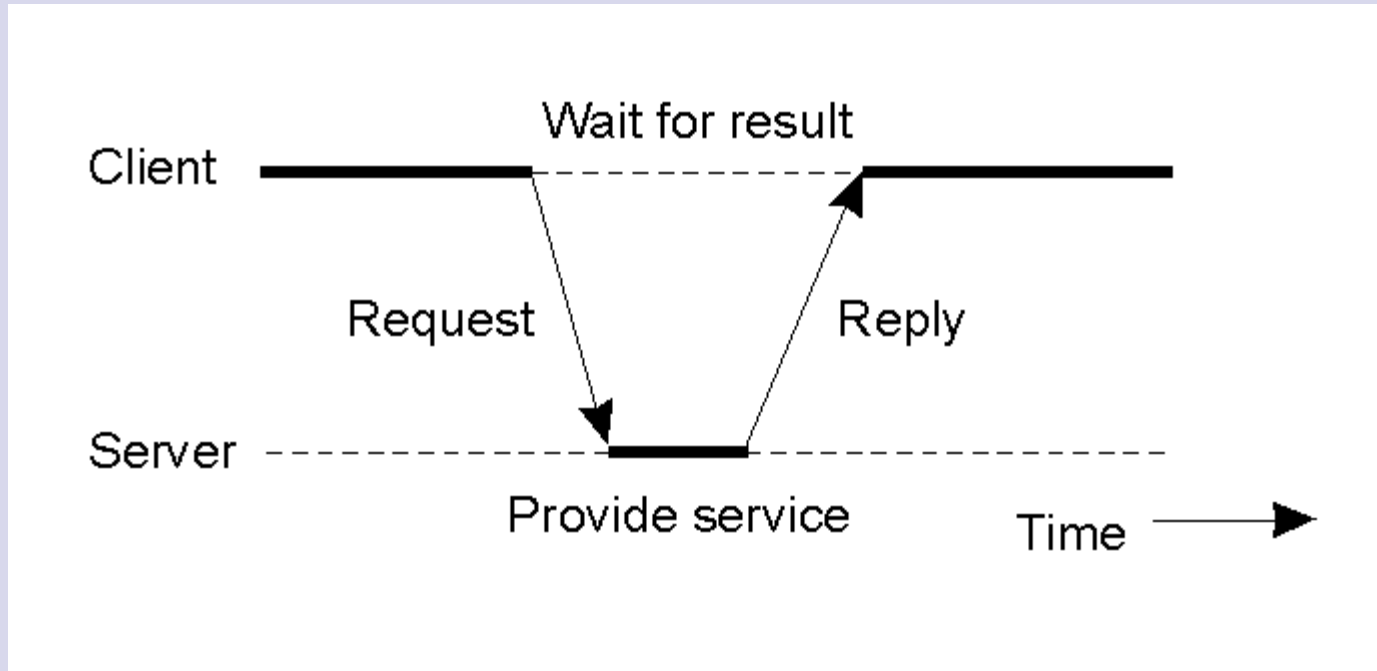 Wait for result
Client
Request
Reply
Server
Provide service
Time